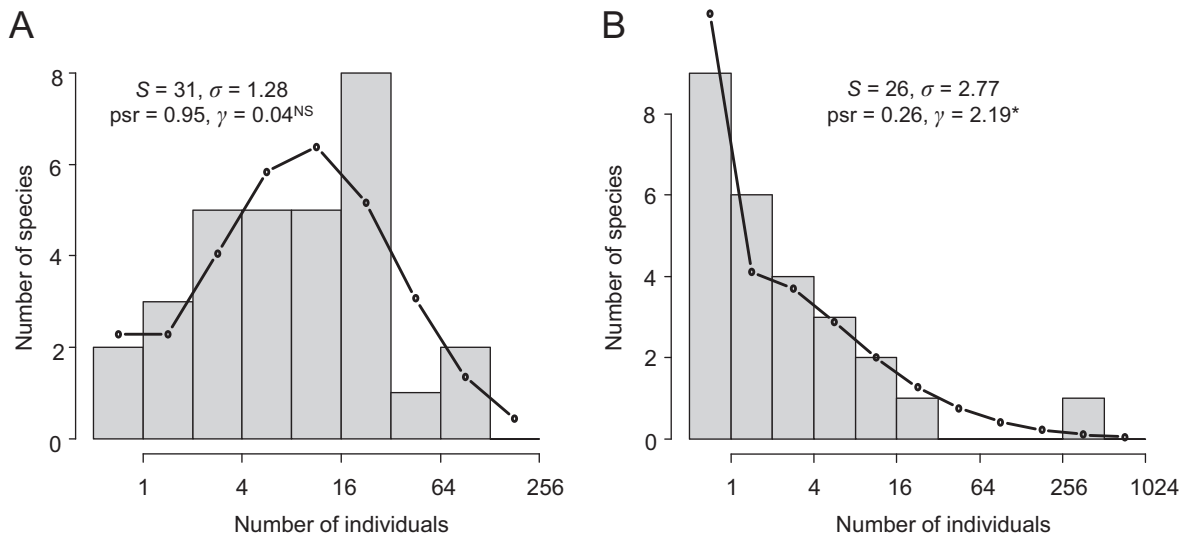 A
S = 31, σ = 1.28
psr = 0.95, γ = 0.04NS
Number of species
8
6
4
2
0
1 4 16 64 256
Number of individuals
B
S = 26, σ = 2.77
psr = 0.26, γ = 2.19*
Number of species
8
6
4
2
0
1 4 16 64 256 1024
Number of individuals